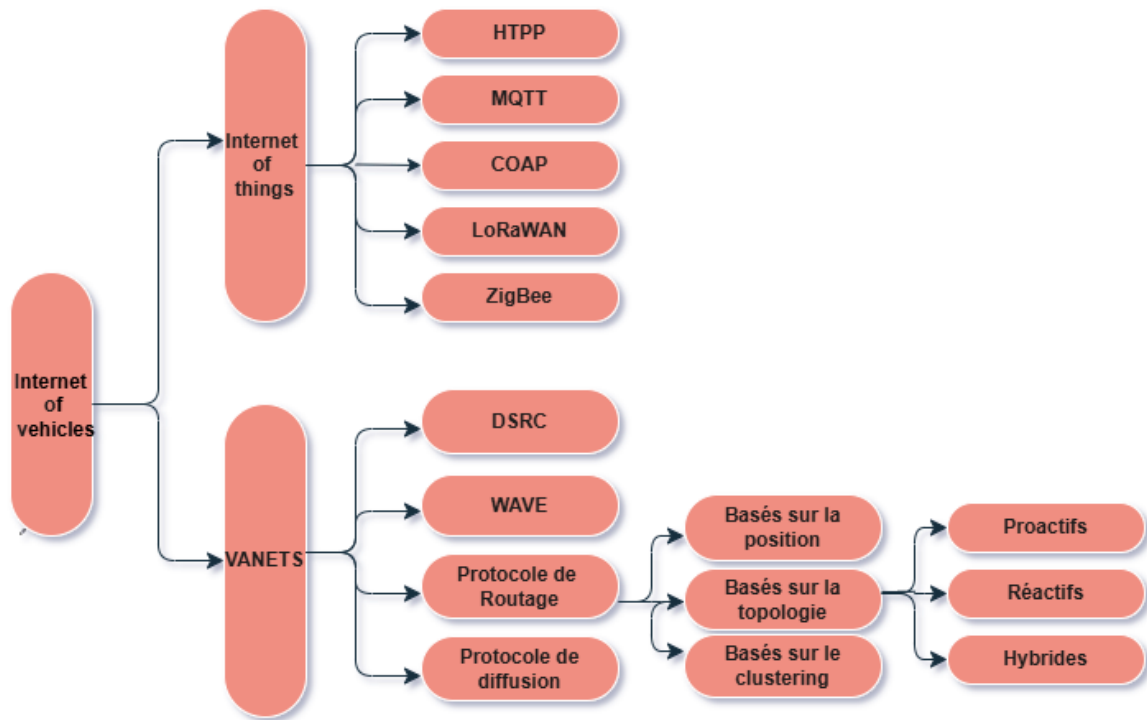 HTPP
MQTT
Internet
of
things
COAP
LoRaWAN
ZigBee
Internet
of
vehicles
DSRC
WAVE
VANETS
Protocole de
Routage
Protocole de
diffusion
Basés sur la
position
Basés sur la
topologie
Basés sur le
clustering
Proactifs
Réactifs
Hybrides